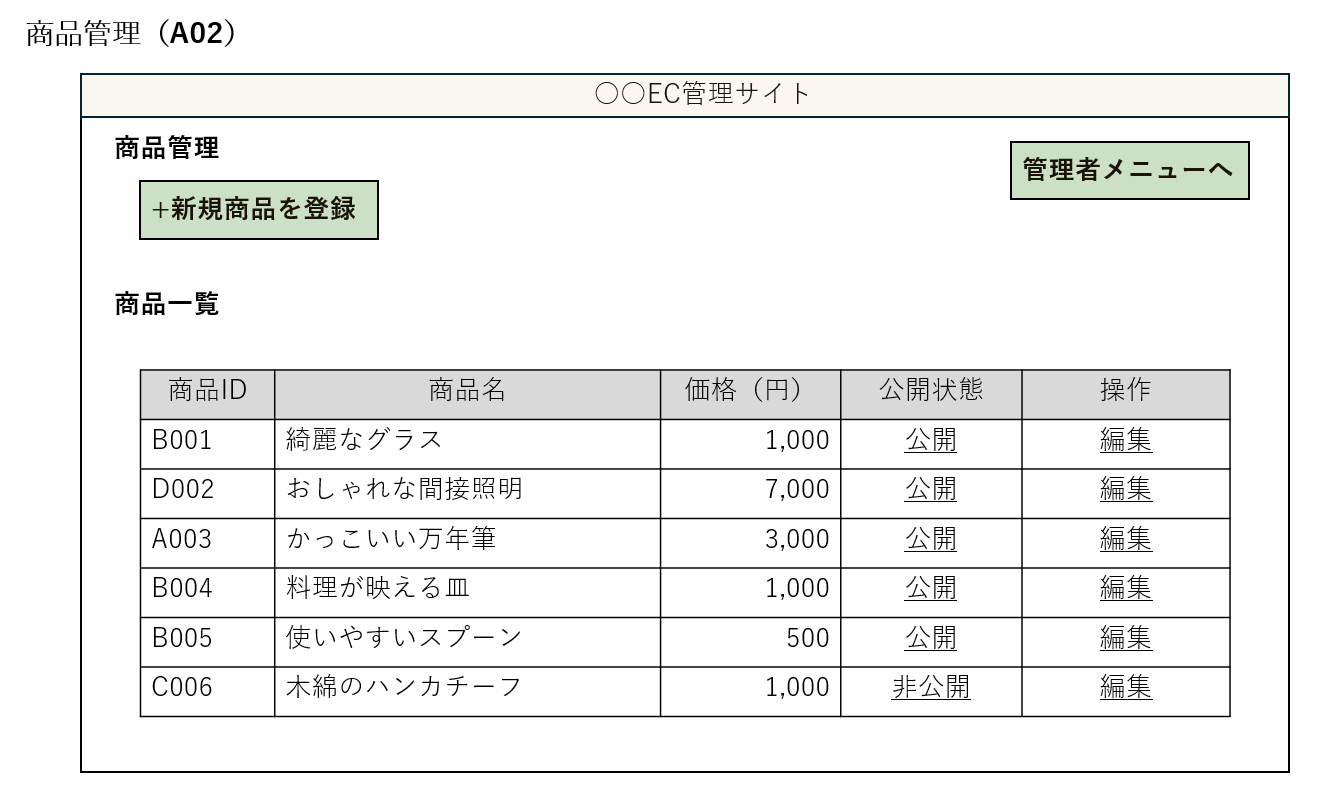 商品管理（A02）
○○EC管理サイト
商品管理
管理者メニューへ
+新規商品を登録
商品一覧
商品ID 商品名 価格（円） 公開状態 操作
B001 綺麗なグラス 1,000 公開 編集
D002 おしゃれな間接照明 7,000 公開 編集
A003 かっこいい万年筆 3,000 公開 編集
B004 料理が映える皿 1,000 公開 編集
B005 使いやすいスプーン 500 公開 編集
C006 木綿のハンカチーフ 1,000 非公開 編集